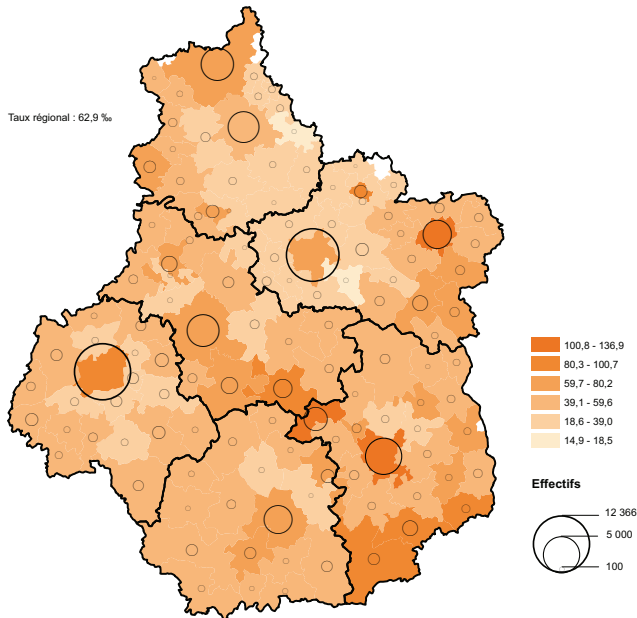 Taux régional : 62,9 ‰
100,8 - 136,9
80,3 - 100,7
59,7 - 80,2
39,1 - 59,6
18,6 - 39,0
14,9 - 18,5
Effectifs
12 366
5 000
100